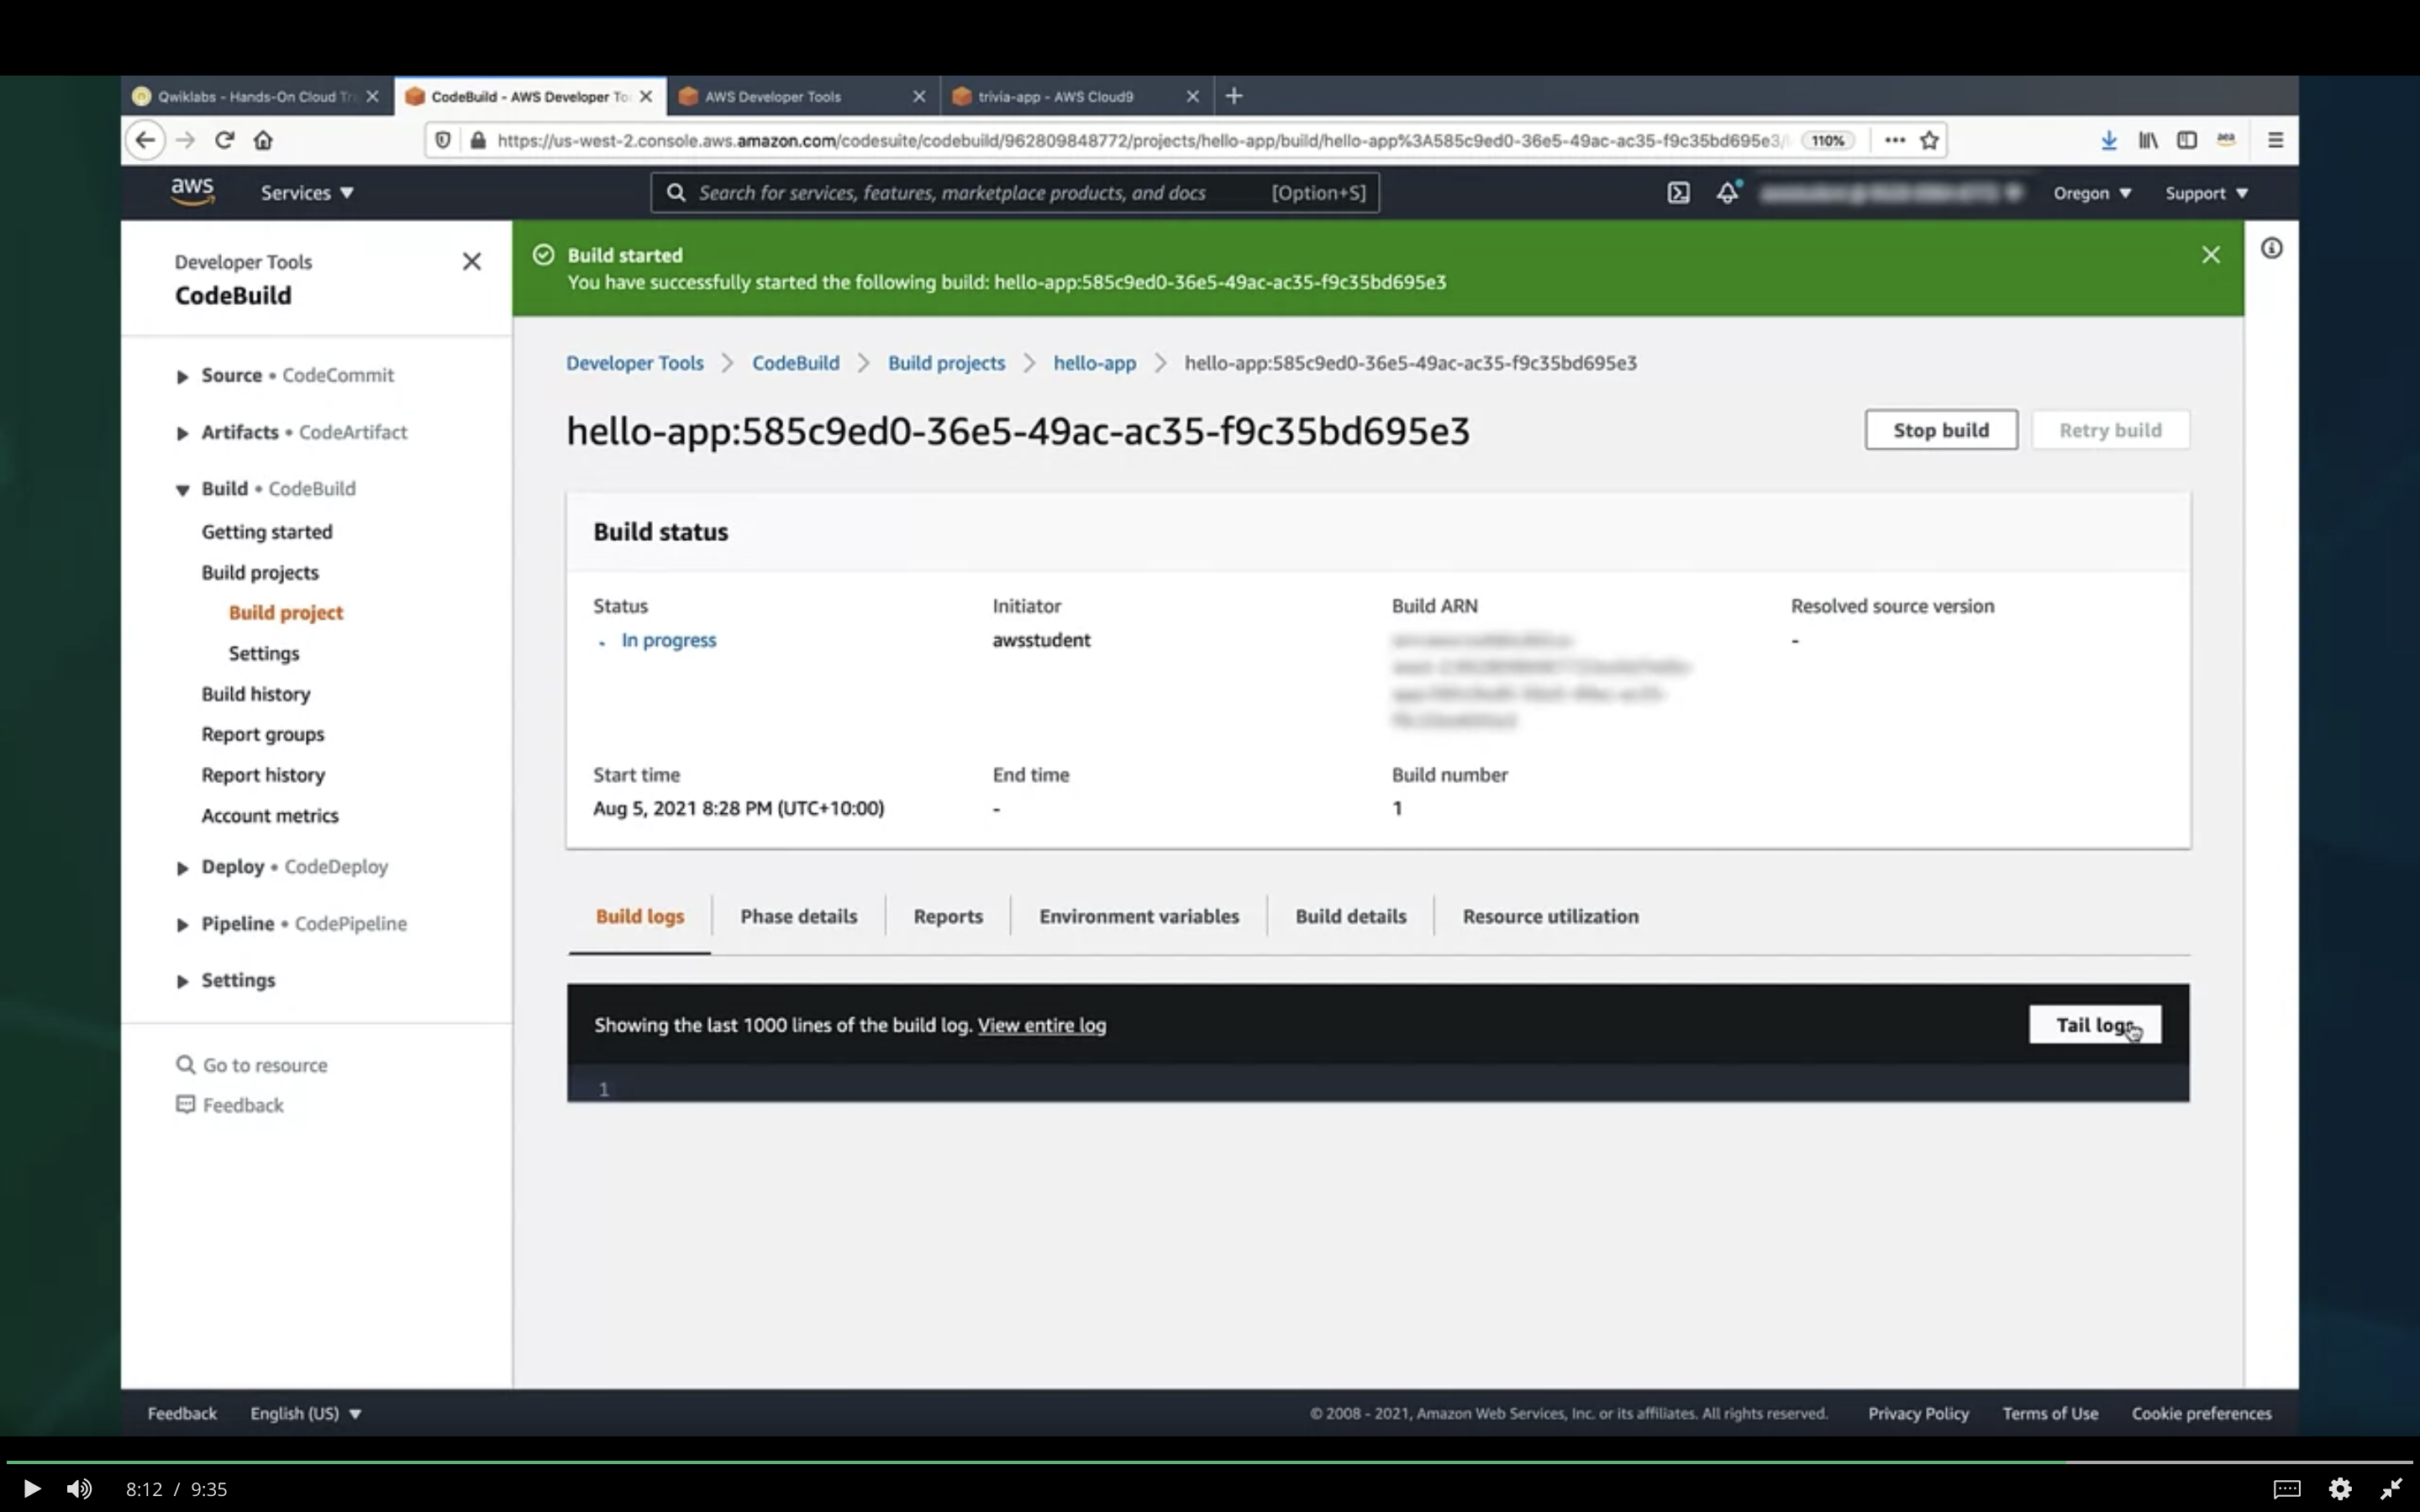 Qwiklabs - Hands-On Cloud Tr
CodeBuild - AWS Developer To
AWS Developer Tools
trivia-app - AWS Cloud9
https://us-west-2.console.aws.amazon.com/codesuite/codebuild/962809848772/projects/hello-app/build/hello-app%3A585c9ed0-36e5-49ac-ac35-f9c35bd695e3/
110%
aws
Services
Search for services, features, marketplace products, and docs
[Option+S]
Oregon
Support
Developer Tools
CodeBuild
Source • CodeCommit
Artifacts • CodeArtifact
Build • CodeBuild
Getting started
Build projects
Build project
Settings
Build history
Report groups
Report history
Account metrics
Deploy • CodeDeploy
Pipeline • CodePipeline
Settings
Go to resource
Feedback
Build started
You have successfully started the following build: hello-app:585c9ed0-36e5-49ac-ac35-f9c35bd695e3
Developer Tools
CodeBuild
Build projects
hello-app
hello-app:585c9ed0-36e5-49ac-ac35-f9c35bd695e3
hello-app:585c9ed0-36e5-49ac-ac35-f9c35bd695e3
Stop build
Retry build
Build status
Status
In progress
Initiator
awsstudent
Build ARN
Resolved source version
-
Start time
Aug 5, 2021 8:28 PM (UTC+10:00)
End time
-
Build number
1
Build logs
Phase details
Reports
Environment variables
Build details
Resource utilization
Showing the last 1000 lines of the build log. View entire log
Tail logs
1
Feedback
English (US)
© 2008 - 2021, Amazon Web Services, Inc. or its affiliates. All rights reserved.
Privacy Policy
Terms of Use
Cookie preferences
8:12 / 9:35